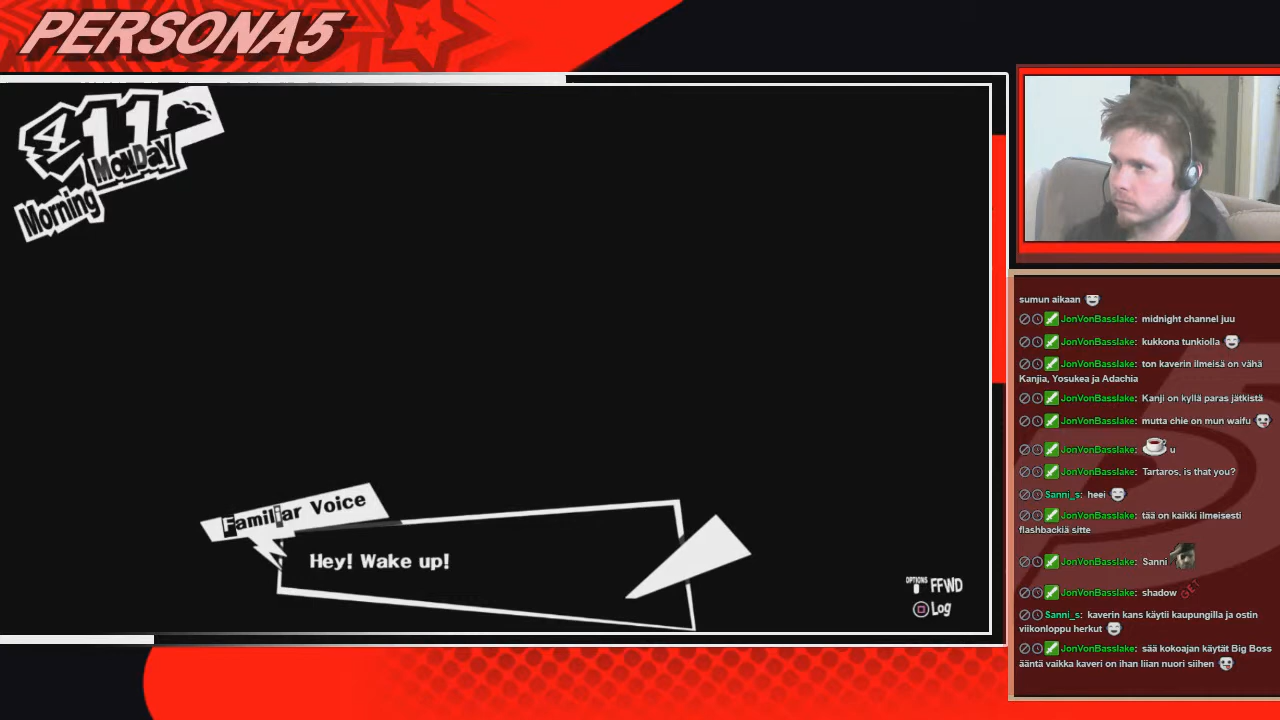 PERSONA5
4 11
MONDAY
Morning
Familiar Voice
Hey! Wake up!
OPTIONS FFWD
Log
sumun aikaan
JonVonBasslake: midnight channel juu
JonVonBasslake: kukkona tunkiolla
JonVonBasslake: ton kaverin ilmeisä on vähä
Kanjia, Yosukea ja Adachia
JonVonBasslake: Kanji on kyllä paras jätkistä
JonVonBasslake: mutta chie on mun waifu
JonVonBasslake: u
JonVonBasslake: Tartaros, is that you?
Sanni_s: heei
JonVonBasslake: tää on kaikki ilmeisesti
flashbackiä sitte
JonVonBasslake: Sanni
JonVonBasslake: shadow GET
Sanni_s: kaverin kans käytii kaupungilla ja ostin
viikonloppu herkut
JonVonBasslake: sää kokoajan käytät Big Boss
ääntä vaikka kaveri on ihan liian nuori siihen